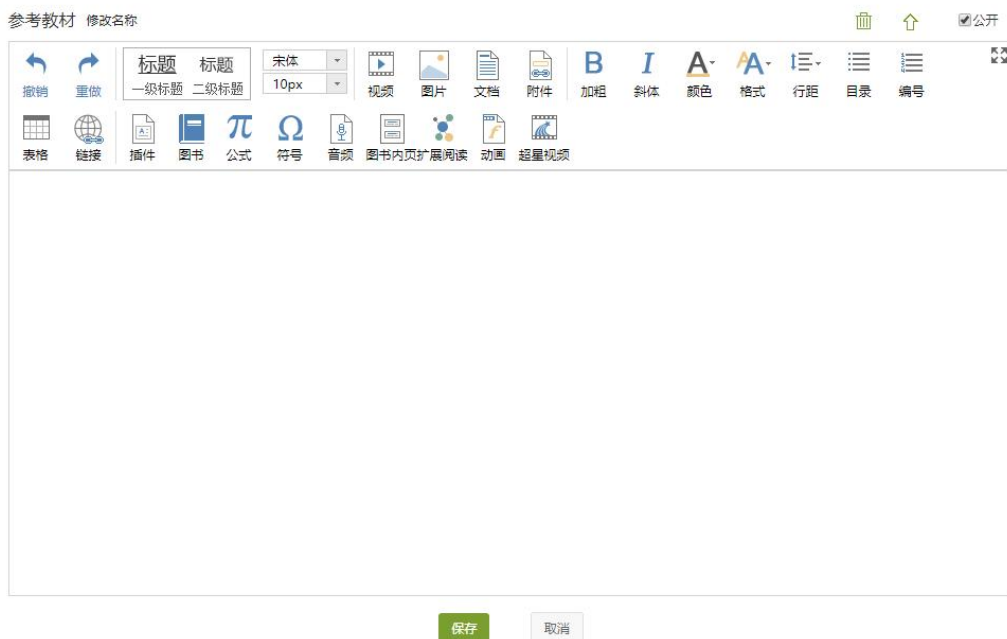 参考教材 修改名称 公开
撤销 重做 标题 标题 宋体 视频 图片 文档 附件 B 加粗 I 斜体 A 颜色 AA 格式 行距 目录 编号
一级标题 二级标题 10px
表格 链接 插件 图书 π 公式 Ω 符号 音频 图书内页 扩展阅读 动画 超星视频
保存 取消